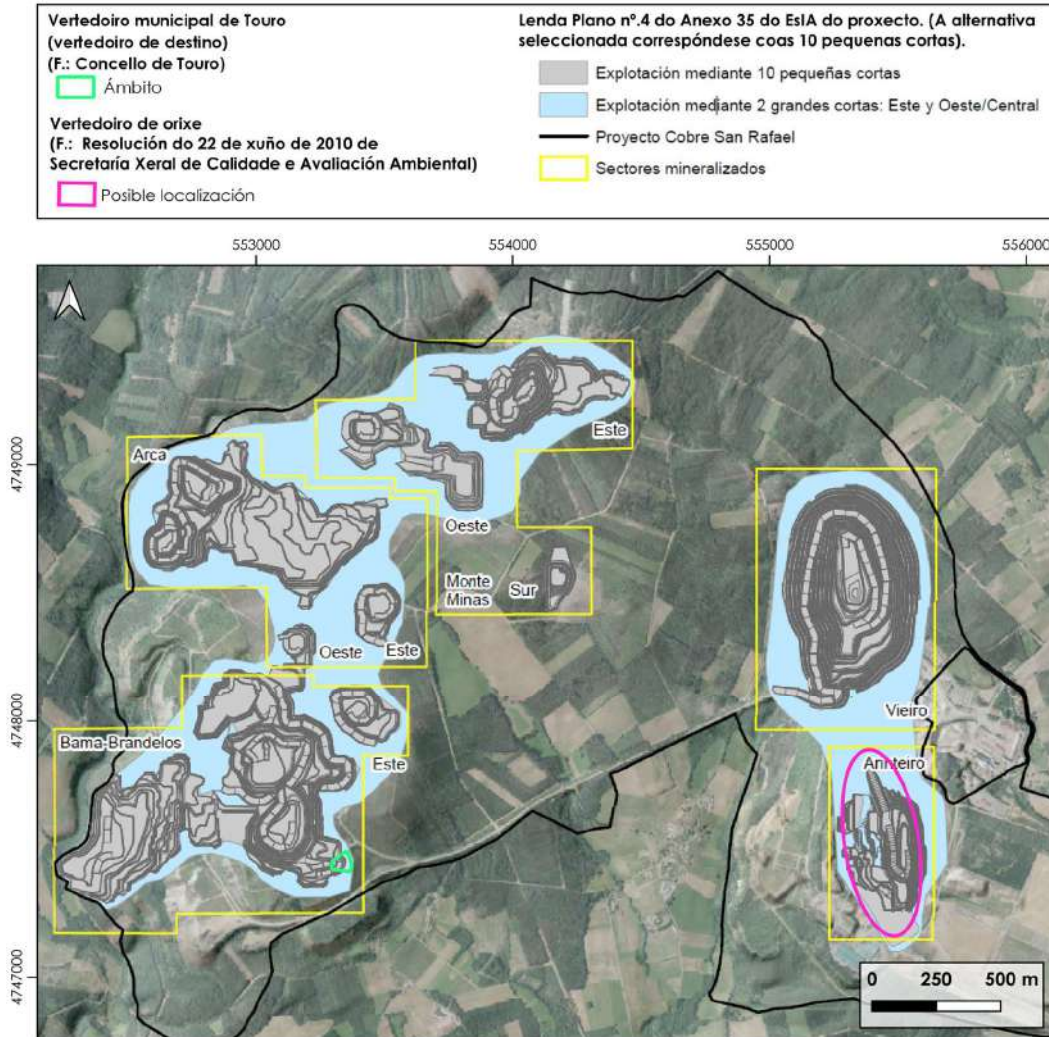 Vertedoiro municipal de Touro
(vertedoiro de destino)
(F.: Concello de Touro)
Ámbito
Vertedoiro de orixe
(F.: Resolución do 22 de xuño de 2010 de
Secretaría Xeral de Calidade e Avaliación Ambiental)
Posible localización
Lenda Plano nº.4 do Anexo 35 do EsIA do proxecto. (A alternativa
seleccionada correspóndese coas 10 pequenas cortas).
Explotación mediante 10 pequeñas cortas
Explotación mediante 2 grandes cortas: Este y Oeste/Central
Proyecto Cobre San Rafael
Sectores mineralizados
553000
554000
555000
556000
4749000
4748000
4747000
Arca
Este
Oeste
Monte
Minas
Sur
Oeste
Este
Bama-Brandelos
Este
Vieiro
Arinteiro
0 250 500 m